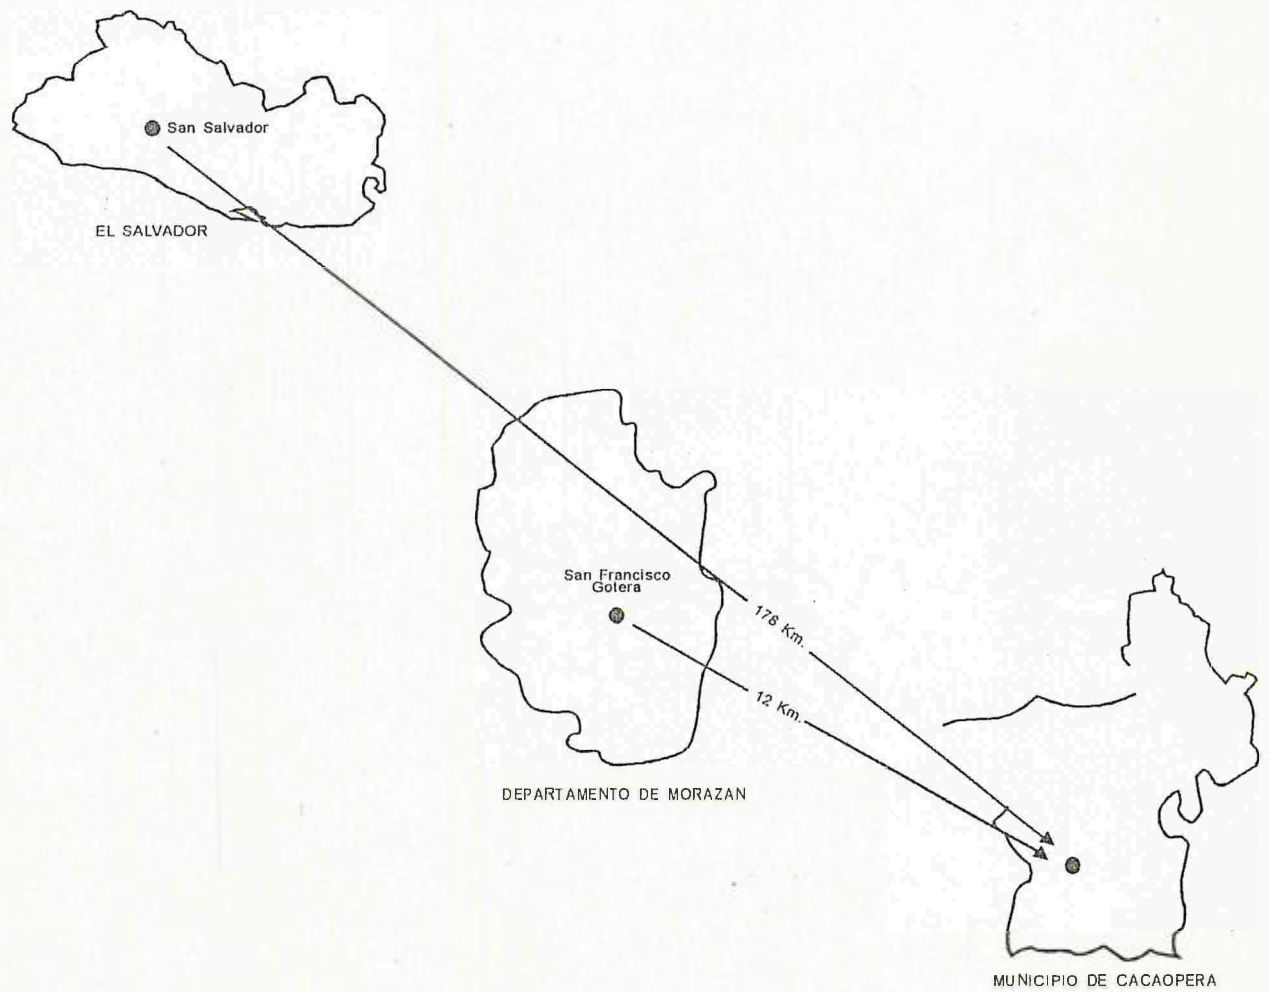 San Salvador
EL SALVADOR
San Francisco
Gotera
176 Km.
12 Km.
DEPARTAMENTO DE MORAZAN
MUNICIPIO DE CACAOPERA